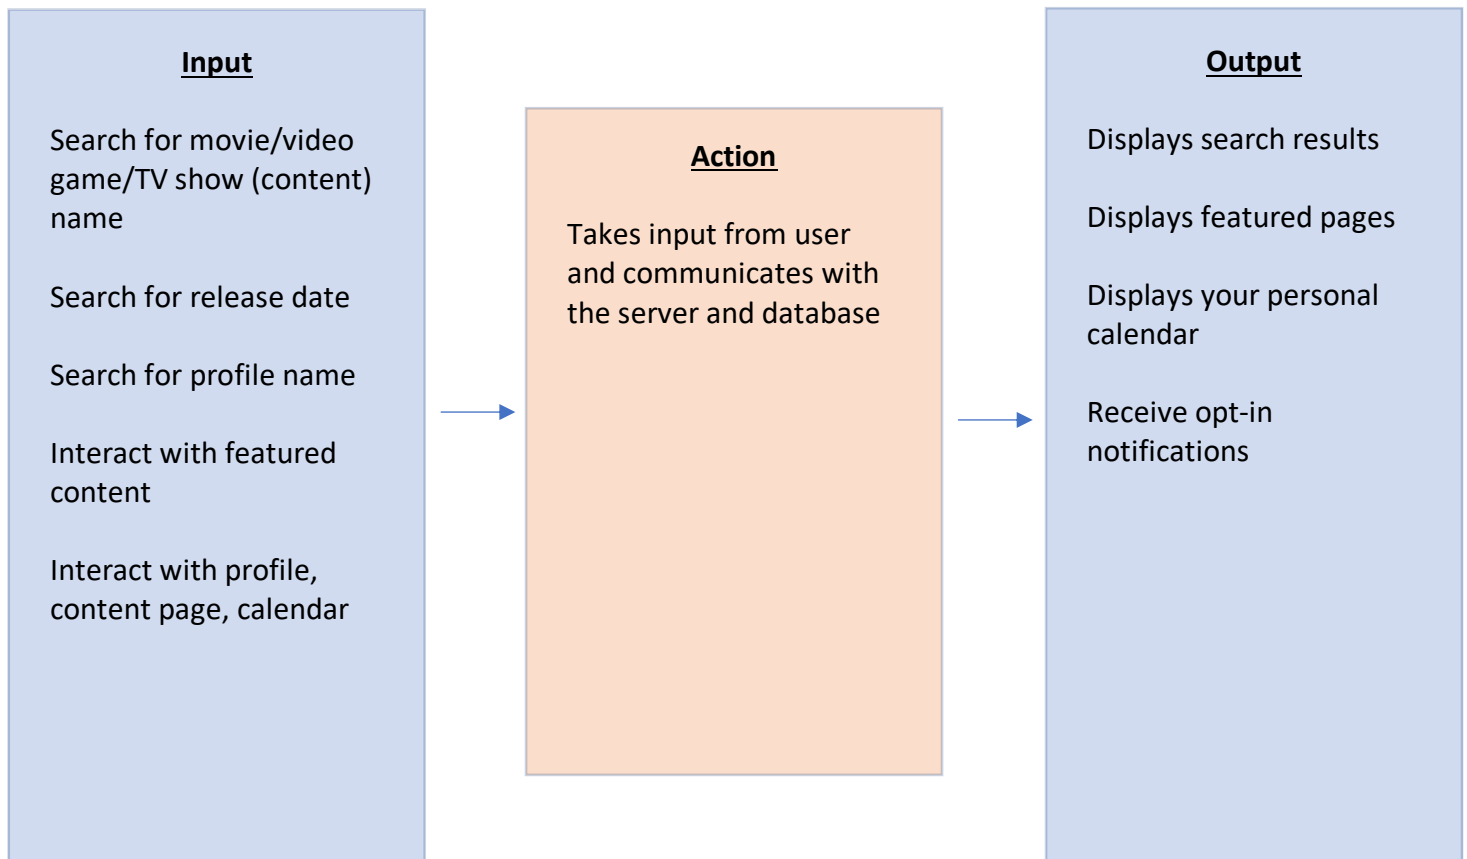 Input
Search for movie/video
game/TV show (content)
name
Search for release date
Search for profile name
Interact with featured
content
Interact with profile,
content page, calendar
Action
Takes input from user
and communicates with
the server and database
Output
Displays search results
Displays featured pages
Displays your personal
calendar
Receive opt-in
notifications